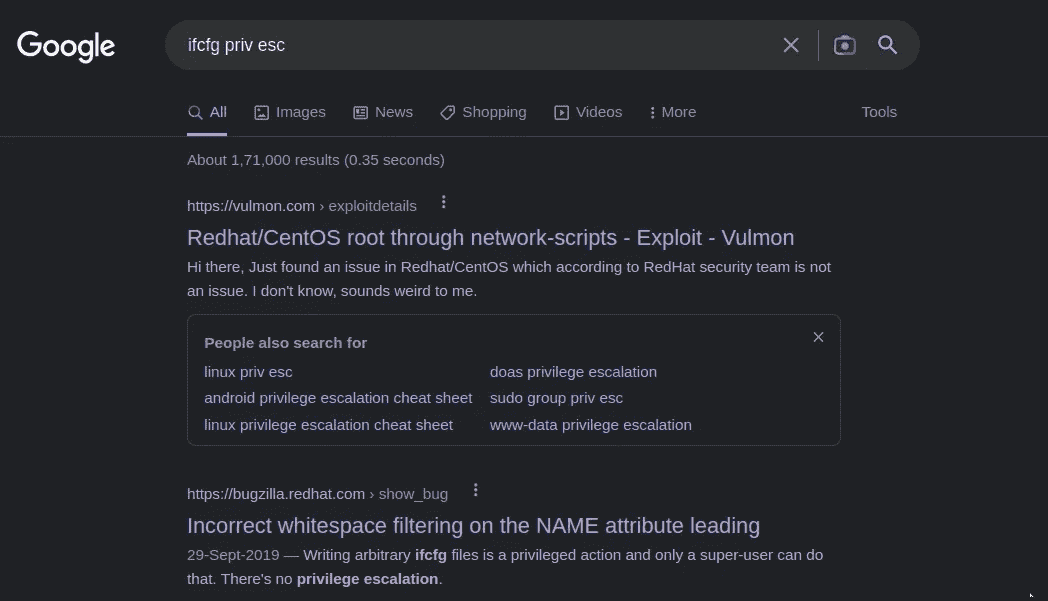 Google
ifcfg priv esc
All Images News Shopping Videos More Tools
About 1,71,000 results (0.35 seconds)
https://vulmon.com › exploitdetails
Redhat/CentOS root through network-scripts - Exploit - Vulmon
Hi there, Just found an issue in Redhat/CentOS which according to RedHat security team is not
an issue. I don't know, sounds weird to me.
People also search for
linux priv esc doas privilege escalation
android privilege escalation cheat sheet sudo group priv esc
linux privilege escalation cheat sheet www-data privilege escalation
https://bugzilla.redhat.com › show_bug
Incorrect whitespace filtering on the NAME attribute leading
29-Sept-2019 — Writing arbitrary ifcfg files is a privileged action and only a super-user can do
that. There's no privilege escalation.